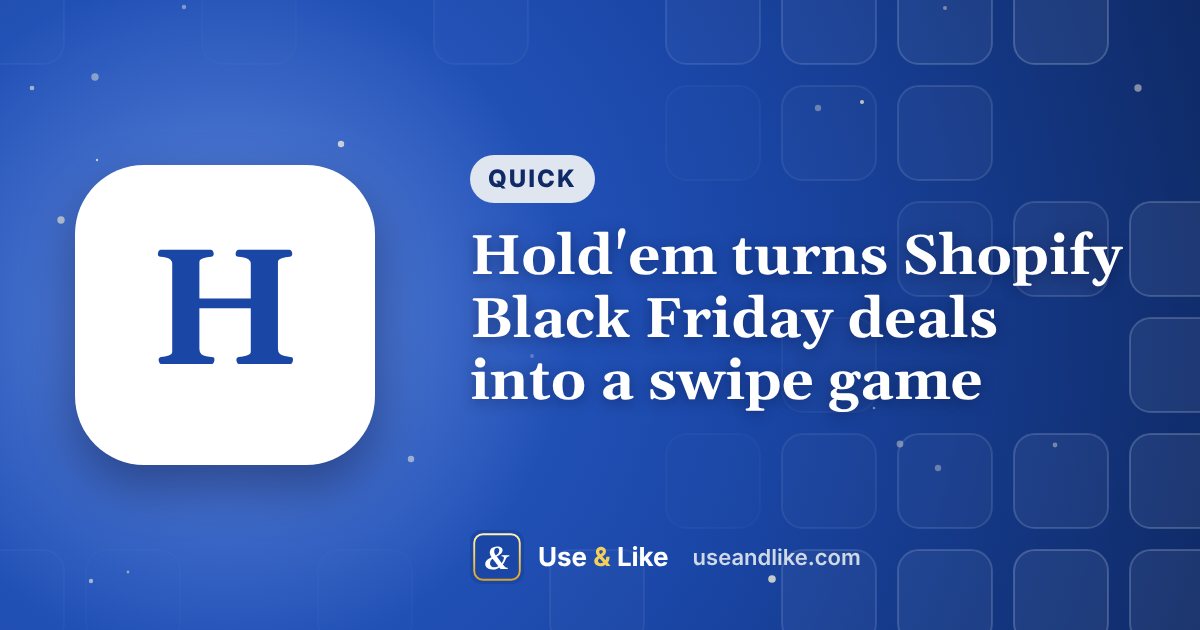 H
QUICK
Hold'em turns Shopify
Black Friday deals
into a swipe game
& Use & Like useandlike.com